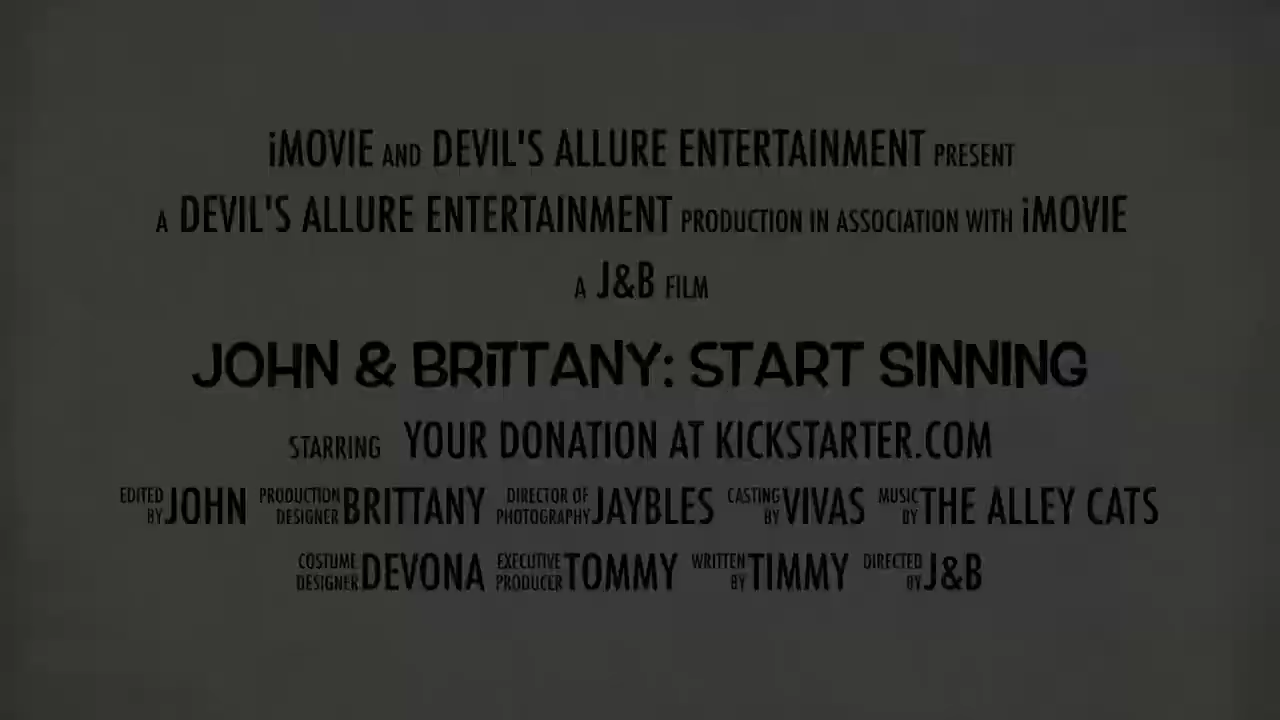 iMOVIE AND DEVIL'S ALLURE ENTERTAINMENT PRESENT
A DEVIL'S ALLURE ENTERTAINMENT PRODUCTION IN ASSOCIATION WITH iMOVIE
A J&B FILM
JOHN & BRiTTANY: START SINNING
STARRING YOUR DONATION AT KICKSTARTER.COM
EDITED BY JOHN PRODUCTION DESIGNER BRITTANY DIRECTOR OF PHOTOGRAPHY JAYBLES CASTING BY VIVAS MUSIC BY THE ALLEY CATS
COSTUME DESIGNER DEVONA EXECUTIVE PRODUCER TOMMY WRITTEN BY TIMMY DIRECTED BY J&B